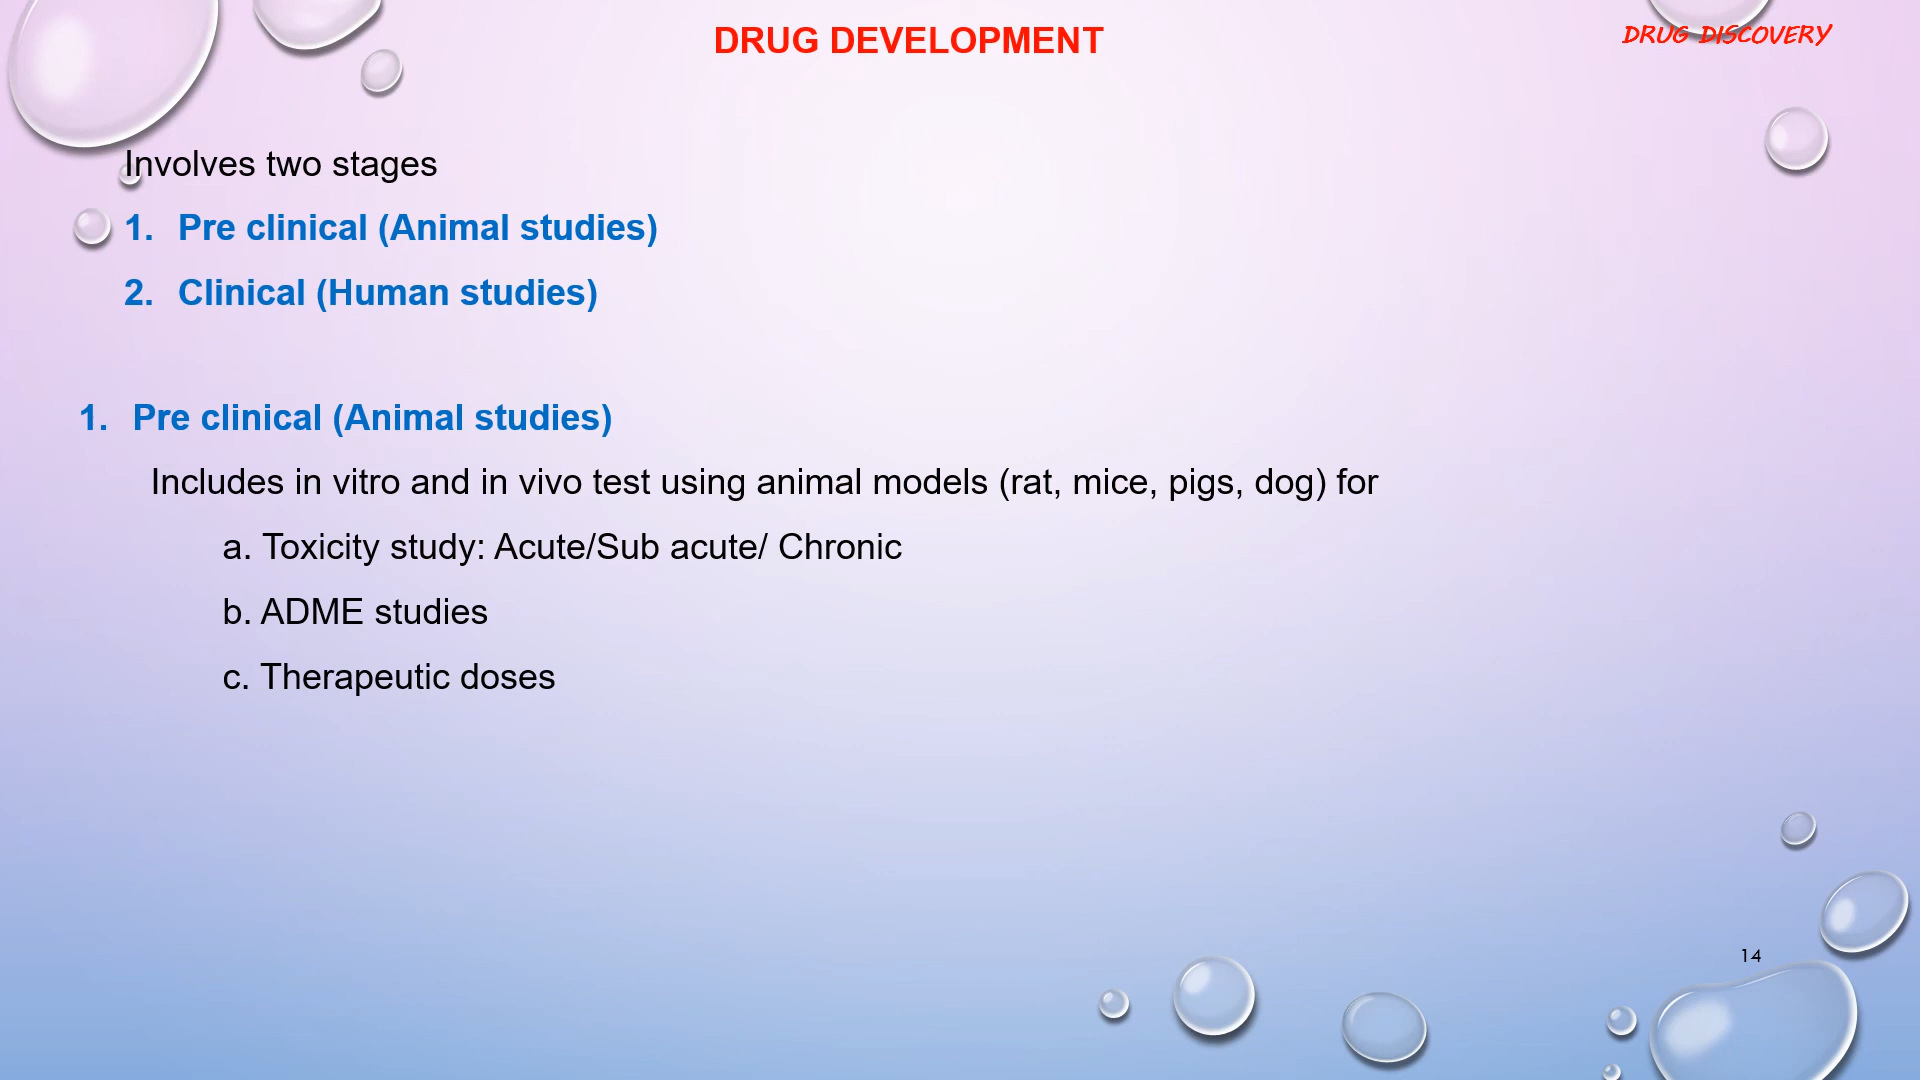 DRUG DEVELOPMENT
DRUG DISCOVERY
Involves two stages
1. Pre clinical (Animal studies)
2. Clinical (Human studies)
1. Pre clinical (Animal studies)
Includes in vitro and in vivo test using animal models (rat, mice, pigs, dog) for
a. Toxicity study: Acute/Sub acute/ Chronic
b. ADME studies
c. Therapeutic doses
14